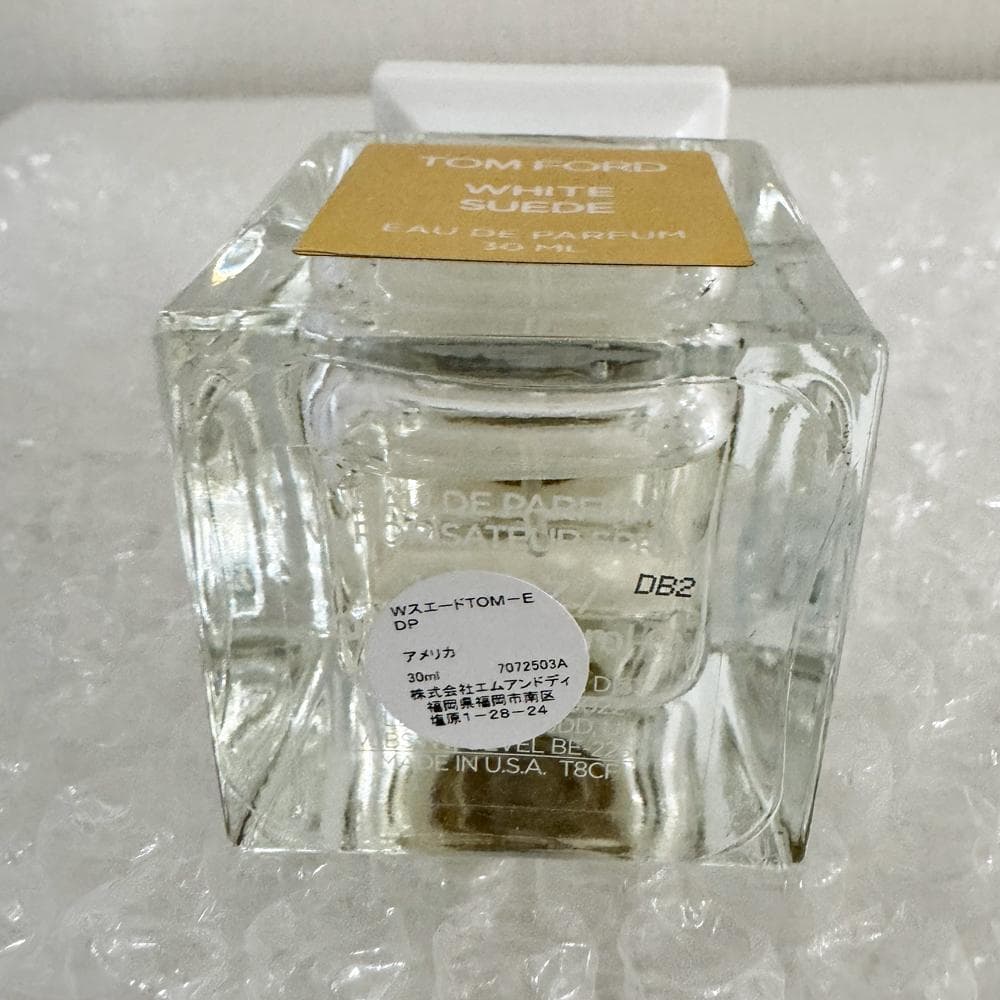 TOM FORD
WHITE
SUEDE
EAU DE PARFUM
30 ML
DE PARF
DB2
WスエードTOM－E
DP
アメリカ
30ml 7072503A
株式会社エムアンドディ
福岡県福岡市南区
塩原1－28－24
MADE IN U.S.A.